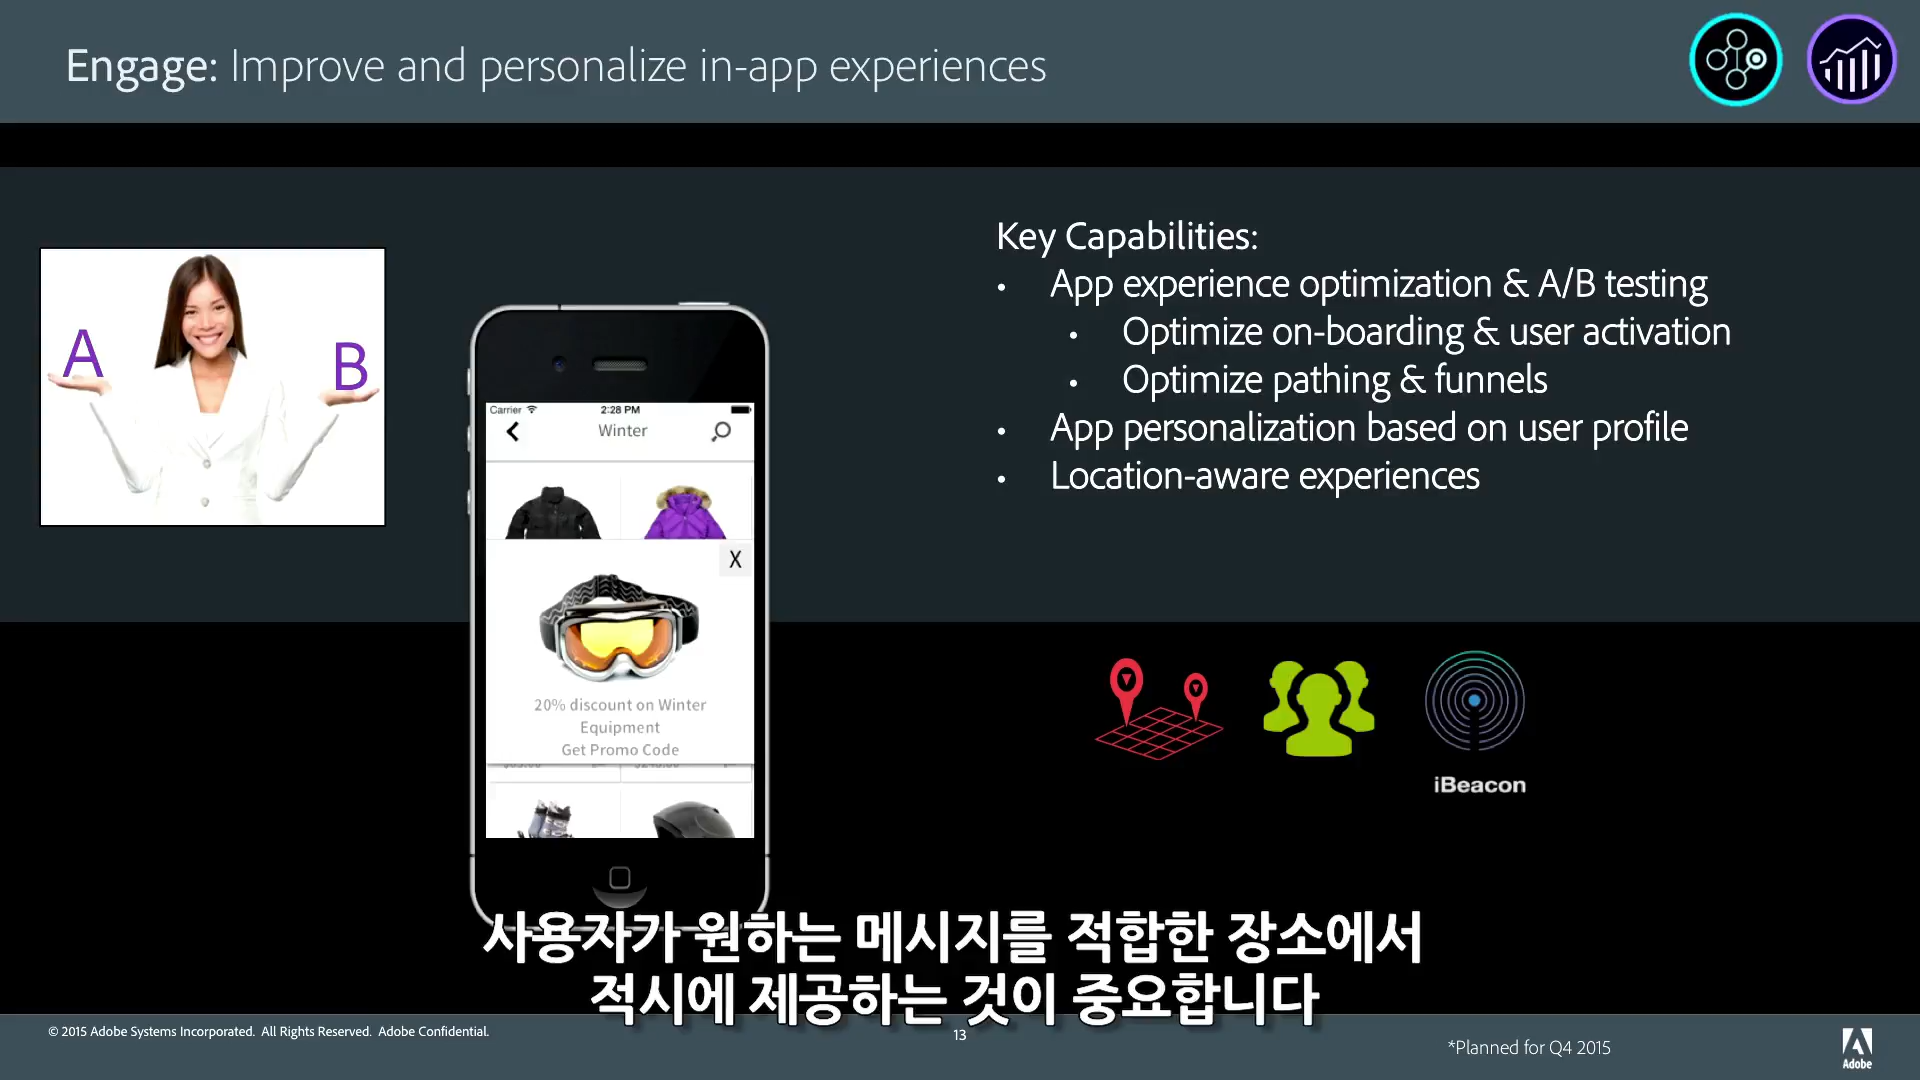 Engage: Improve and personalize in-app experiences
A
B
Carrier
2:28 PM
Winter
X
20% discount on Winter
Equipment
Get Promo Code
Key Capabilities:
• App experience optimization & A/B testing
• Optimize on-boarding & user activation
• Optimize pathing & funnels
• App personalization based on user profile
• Location-aware experiences
iBeacon
사용자가 원하는 메시지를 적합한 장소에서
적시에 제공하는 것이 중요합니다
© 2015 Adobe Systems Incorporated. All Rights Reserved. Adobe Confidential.
13
*Planned for Q4 2015
Adobe